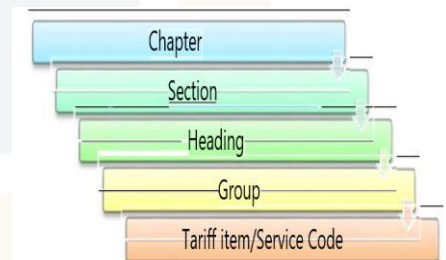 Chapter
Section
Heading
Group
Tariff item/Service Code